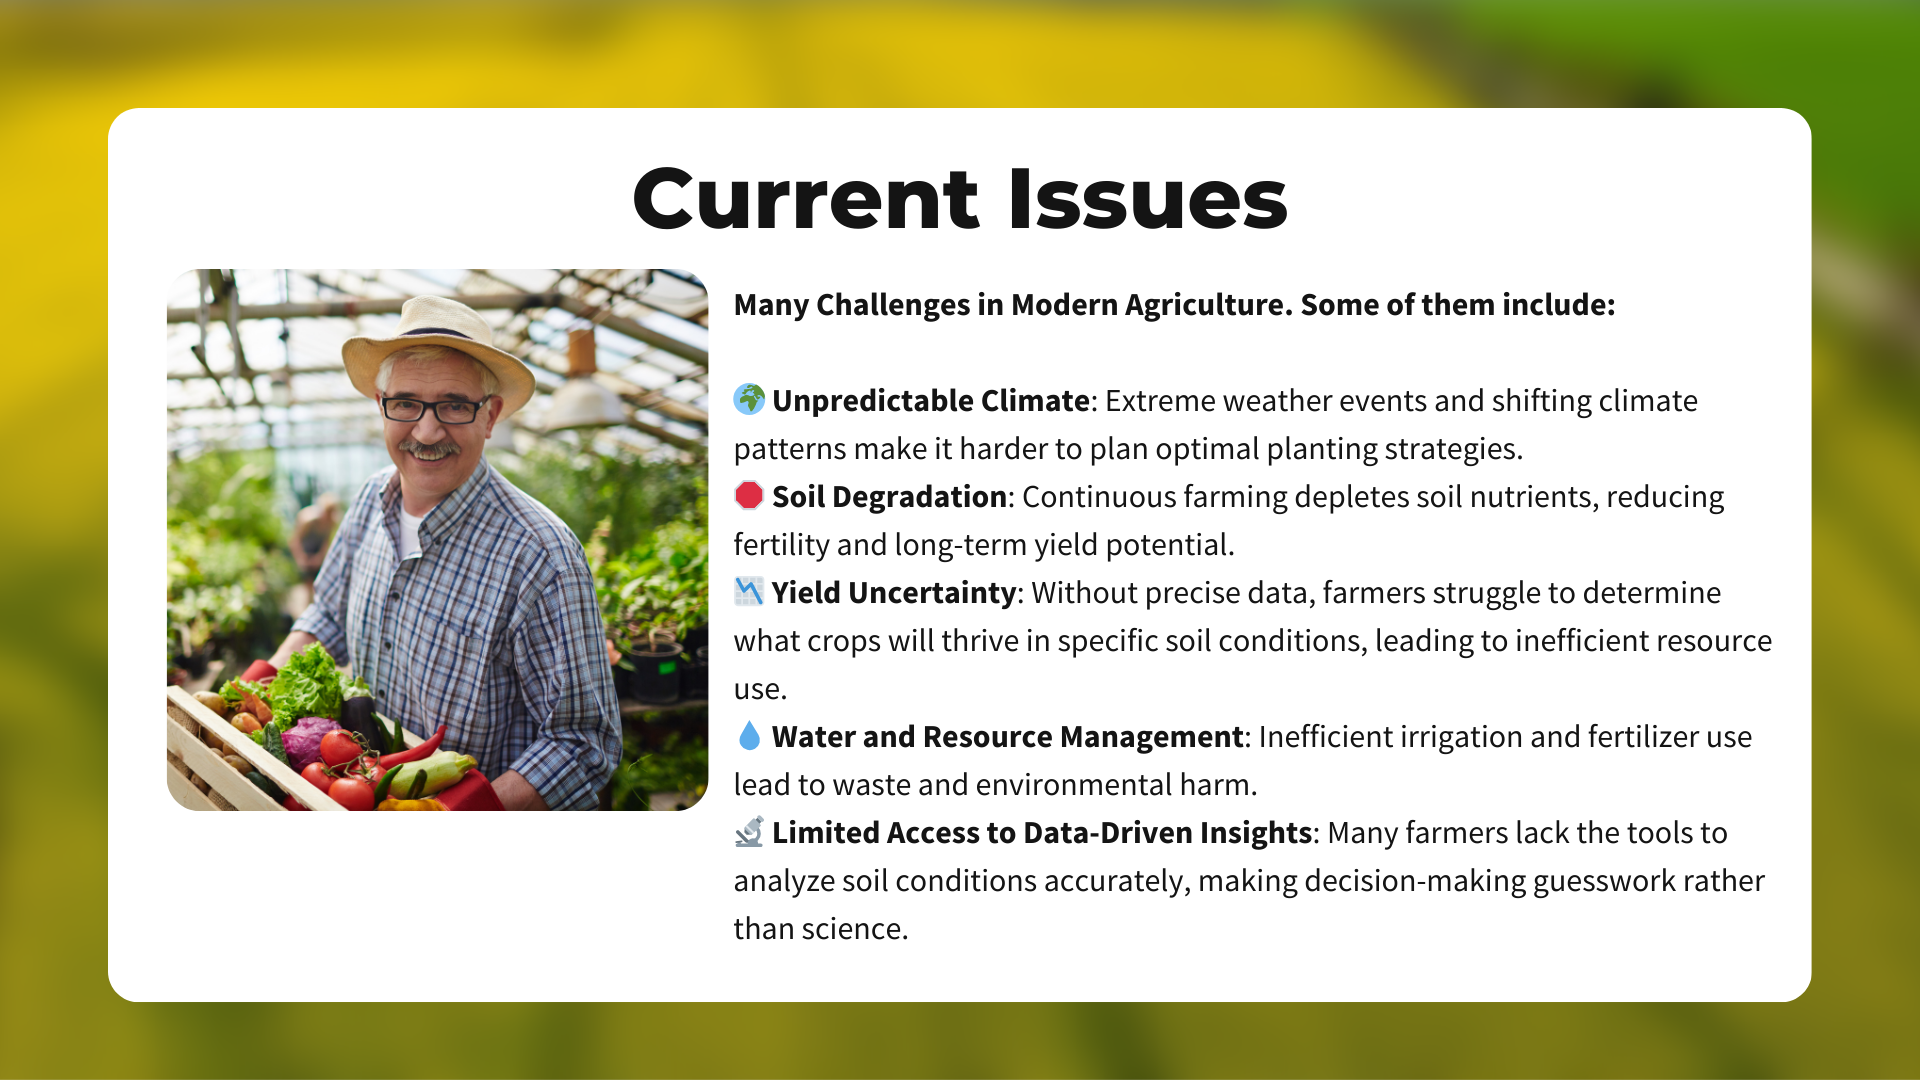 Current Issues
Many Challenges in Modern Agriculture. Some of them include:
🌍 Unpredictable Climate: Extreme weather events and shifting climate
patterns make it harder to plan optimal planting strategies.
🛑 Soil Degradation: Continuous farming depletes soil nutrients, reducing
fertility and long-term yield potential.
📉 Yield Uncertainty: Without precise data, farmers struggle to determine
what crops will thrive in specific soil conditions, leading to inefficient resource
use.
💧 Water and Resource Management: Inefficient irrigation and fertilizer use
lead to waste and environmental harm.
🔬 Limited Access to Data-Driven Insights: Many farmers lack the tools to
analyze soil conditions accurately, making decision-making guesswork rather
than science.